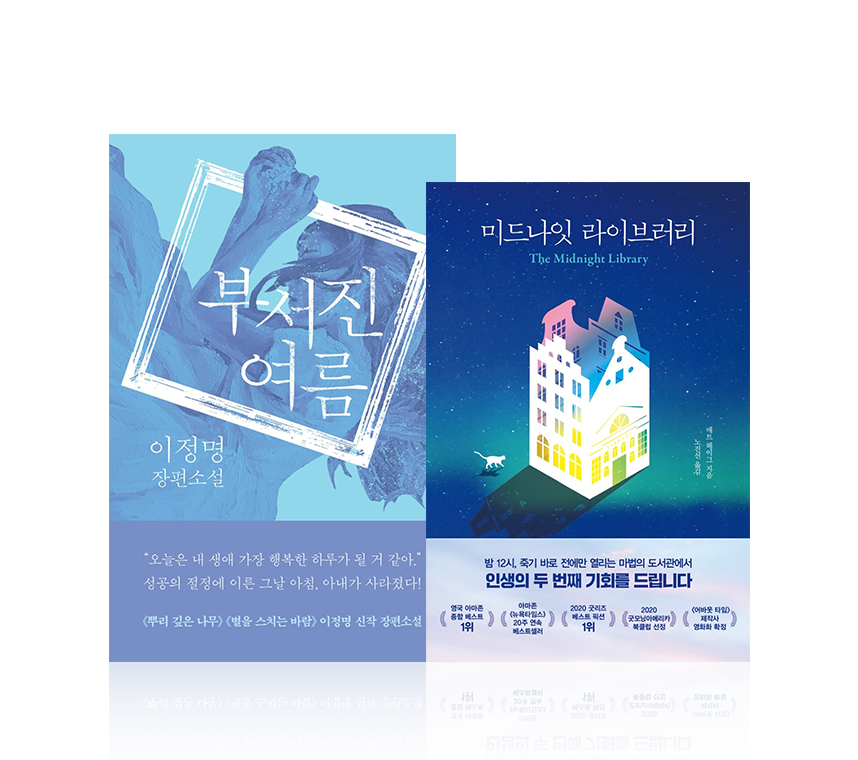 부서진
여름
이정명
장편소설
“오늘은 내 생애 가장 행복한 하루가 될 거 같아.”
성공의 절정에 이른 그날 아침, 아내가 사라졌다!
《뿌리 깊은 나무》 《별을 스치는 바람》 이정명 신작 장편소설
미드나잇 라이브러리
The Midnight Library
매트 헤이그 지음
노진선 옮김
밤 12시, 죽기 바로 전에만 열리는 마법의 도서관에서
인생의 두 번째 기회를 드립니다
영국 아마존
종합 베스트
1위
아마존
〈뉴욕타임스〉
20주 연속
베스트셀러
2020 굿리즈
베스트 픽션
1위
2020
〈굿모닝아메리카〉
북클럽 선정
〈어바웃 타임〉
제작사
영화화 확정